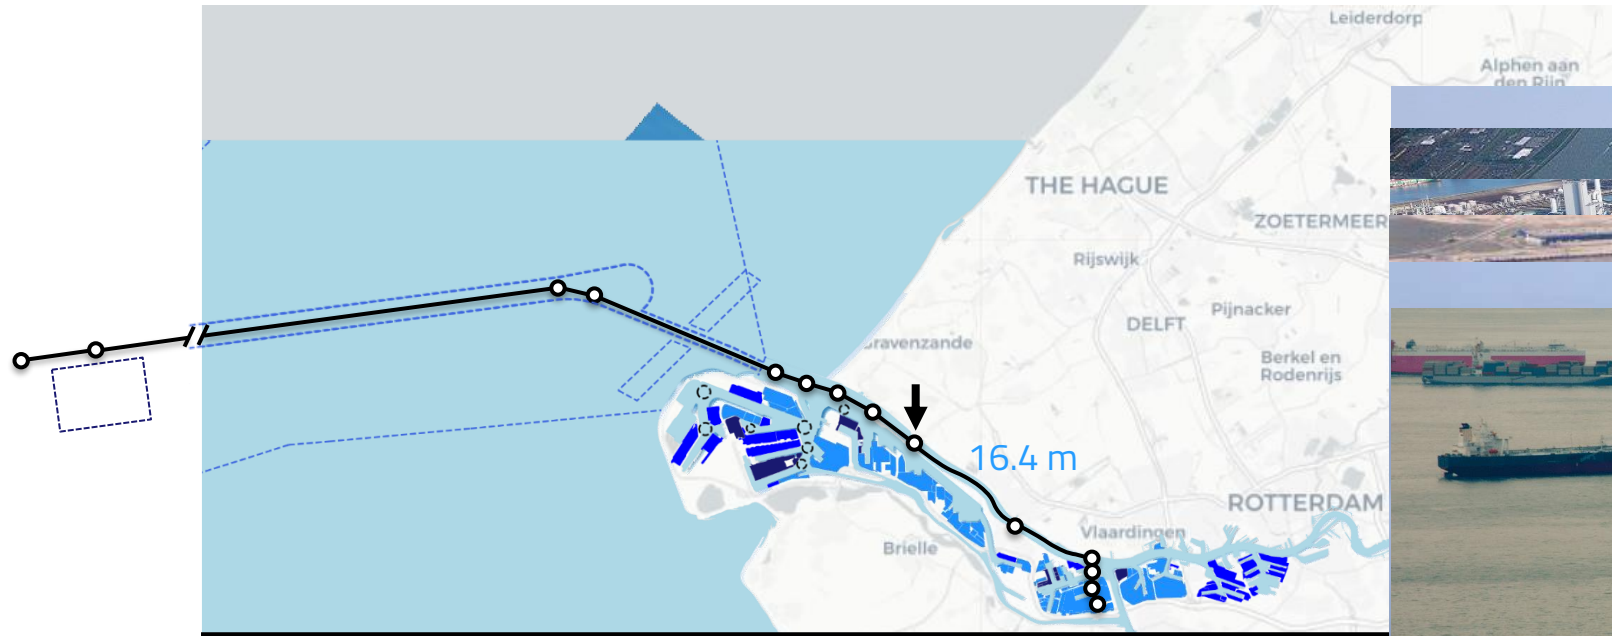 Leiderdorp
Alphen aan
den Rijn
THE HAGUE
ZOETERMEER
Rijswijk
Pijnacker
DELFT
ravenzande
Berkel en
Rodenrijs
16.4 m
ROTTERDAM
Vlaardingen
Brielle